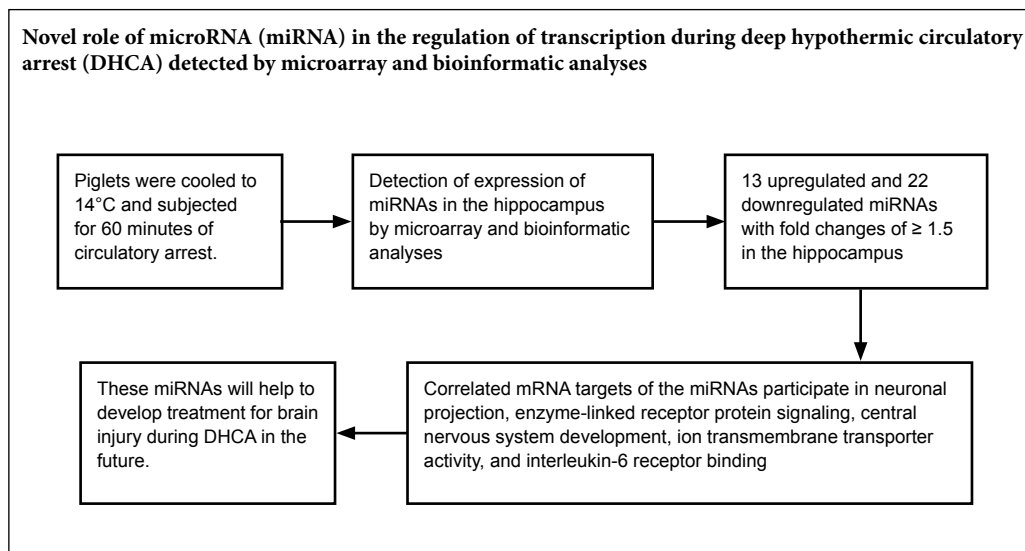 Novel role of microRNA (miRNA) in the regulation of transcription during deep hypothermic circulatory
arrest (DHCA) detected by microarray and bioinformatic analyses
Piglets were cooled to
14°C and subjected
for 60 minutes of
circulatory arrest.
Detection of expression of
miRNAs in the hippocampus
by microarray and bioinformatic
analyses
13 upregulated and 22
downregulated miRNAs
with fold changes of ≥ 1.5
in the hippocampus
Correlated mRNA targets of the miRNAs participate in neuronal
projection, enzyme-linked receptor protein signaling, central
nervous system development, ion transmembrane transporter
activity, and interleukin-6 receptor binding
These miRNAs will help to
develop treatment for brain
injury during DHCA in the
future.